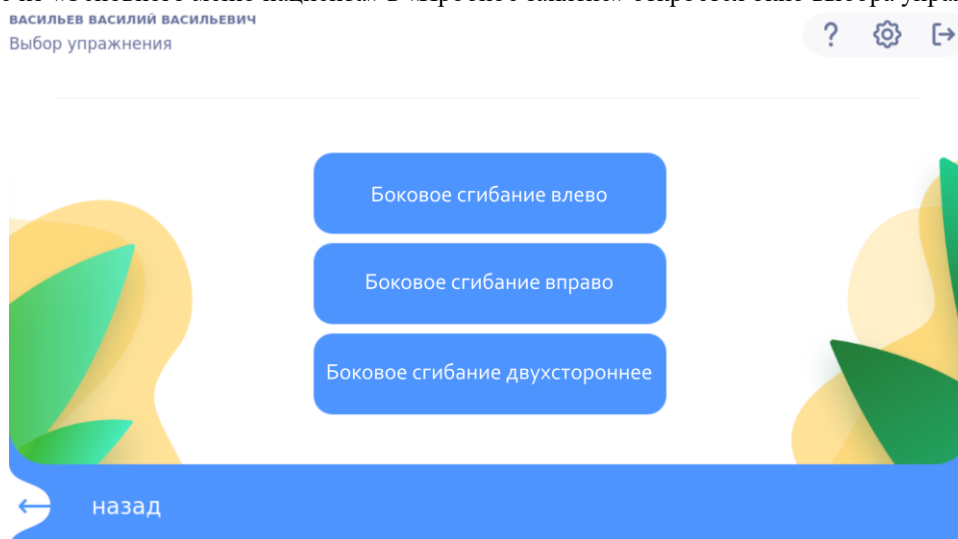 ВАСИЛЬЕВ ВАСИЛИЙ ВАСИЛЬЕВИЧ
Выбор упражнения
?
Боковое сгибание влево
Боковое сгибание вправо
Боковое сгибание двухстороннее
← назад